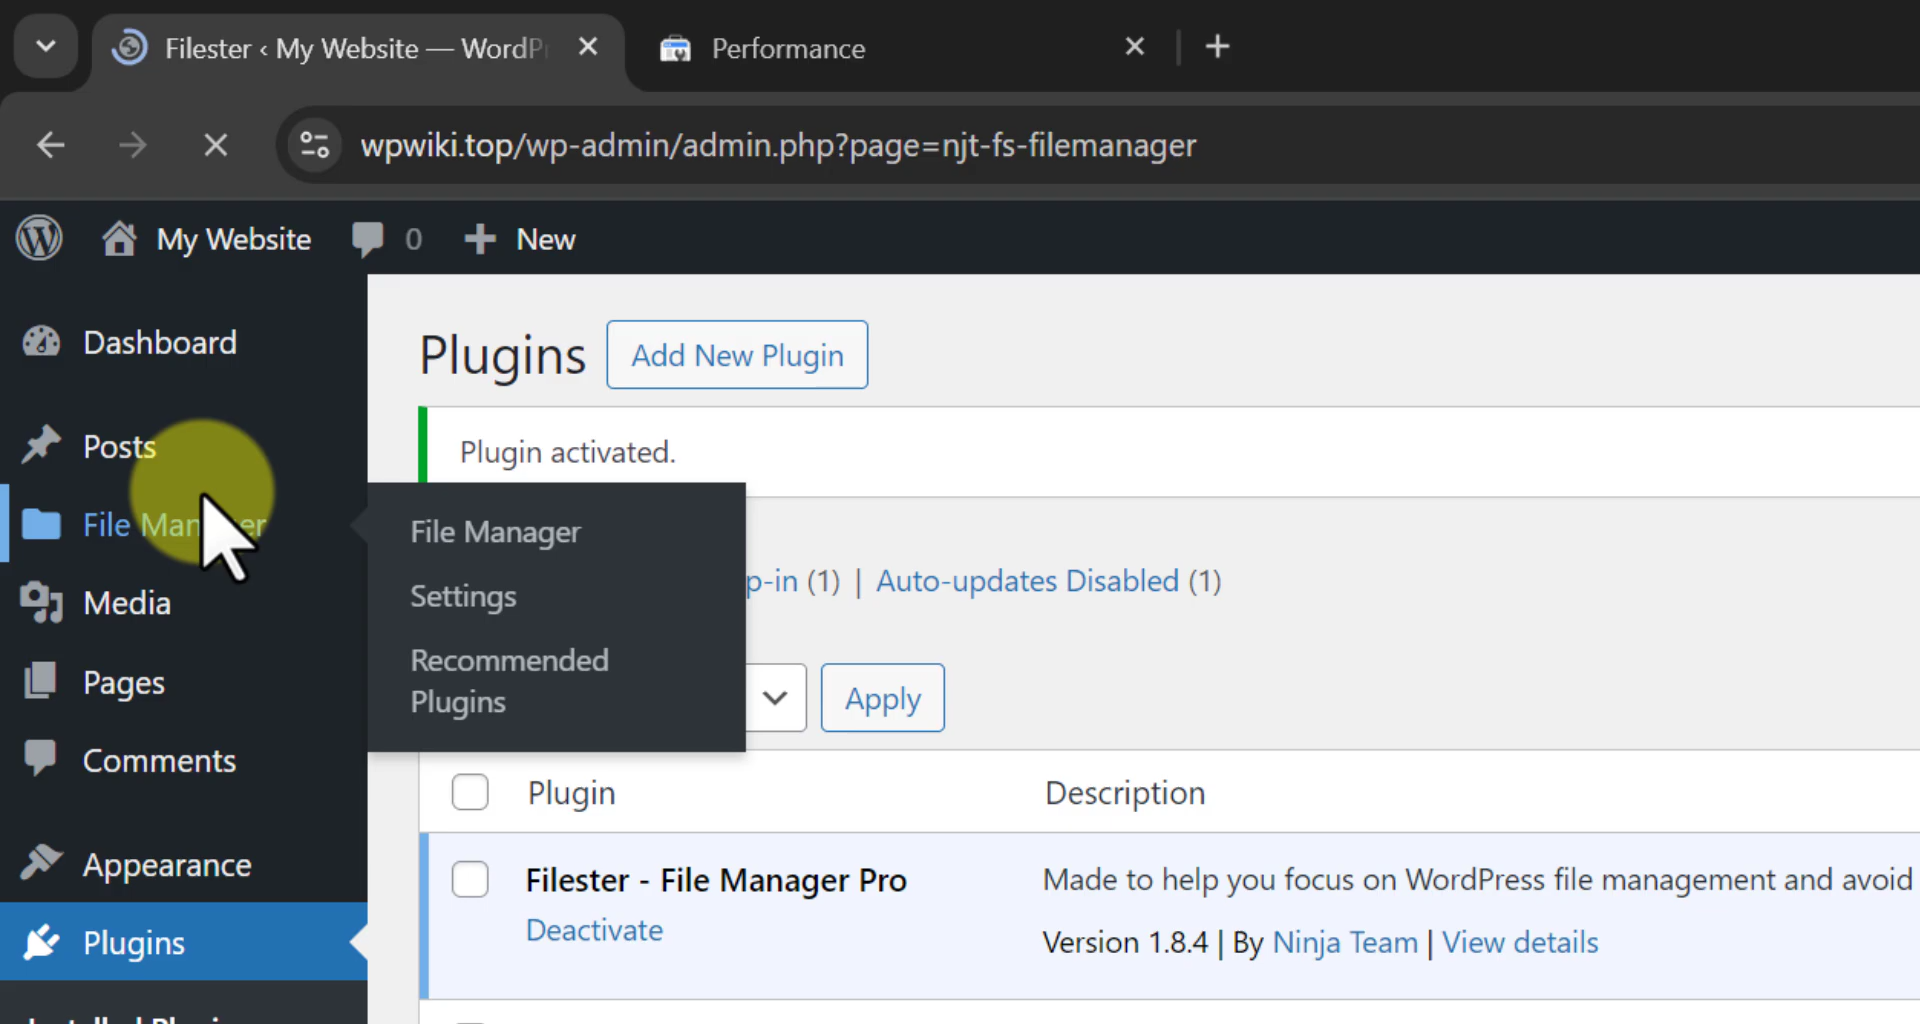 Filester ‹ My Website — WordP
Performance
wpwiki.top/wp-admin/admin.php?page=njt-fs-filemanager
My Website
0
New
Dashboard
Posts
File Manager
Media
Pages
Comments
Appearance
Plugins
File Manager
Settings
Recommended
Plugins
Plugins
Add New Plugin
Plugin activated.
p-in (1) | Auto-updates Disabled (1)
Apply
Plugin
Description
Filester - File Manager Pro
Deactivate
Made to help you focus on WordPress file management and avoid
Version 1.8.4 | By Ninja Team | View details